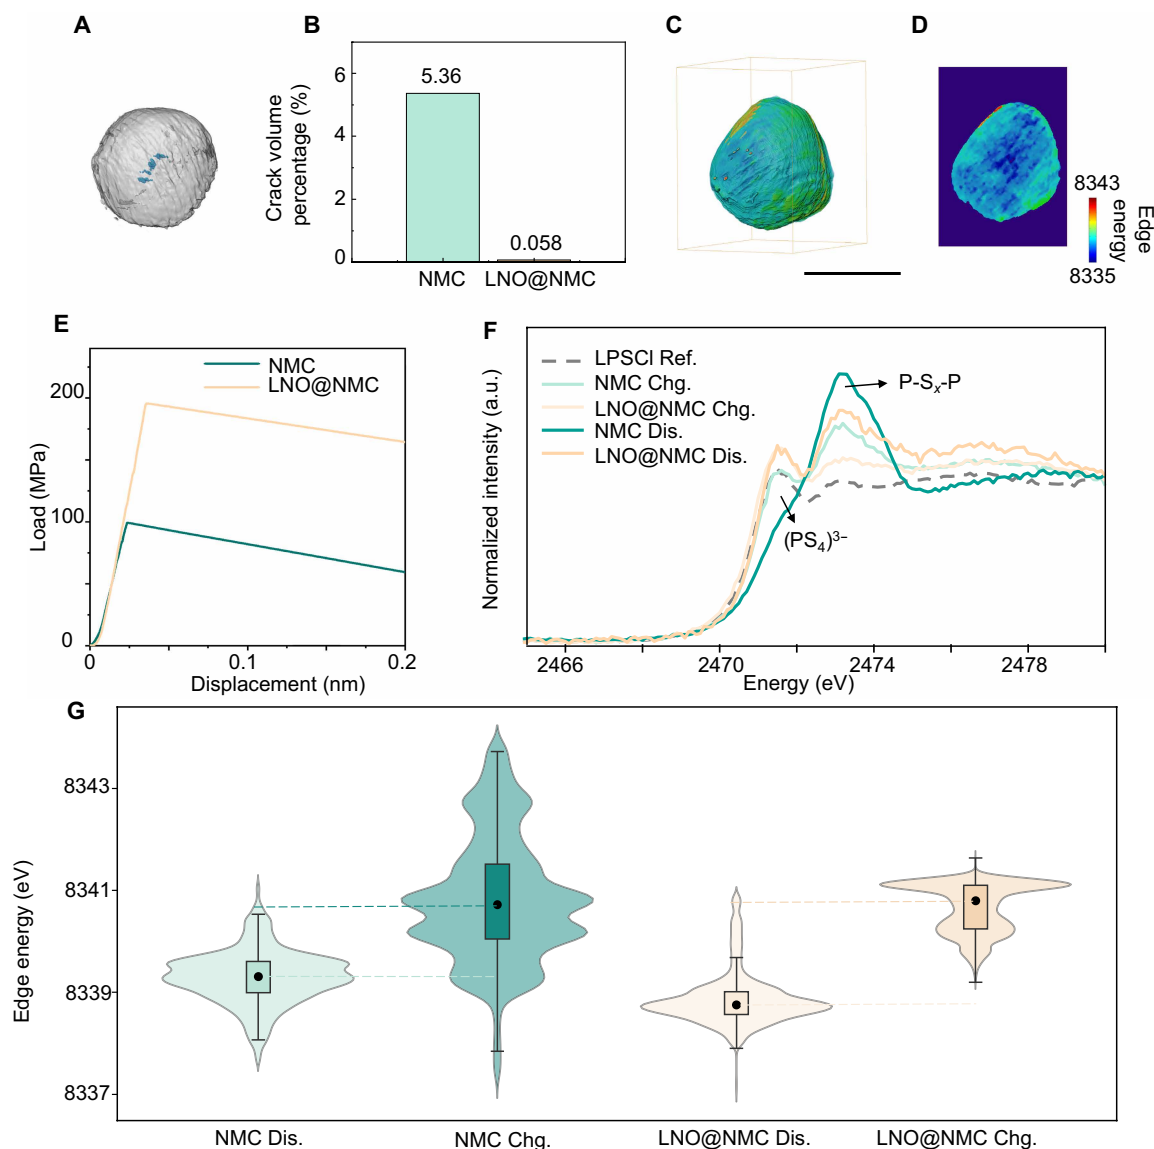 A
B
C
D
Crack volume
percentage (%)
6
4
2
0
5.36
0.058
NMC
LNO@NMC
8343
8335
Edge
energy
E
Load (MPa)
200
100
0
NMC
LNO@NMC
0
0.1
0.2
Displacement (nm)
F
Normalized intensity (a.u.)
LPSCl Ref.
NMC Chg.
LNO@NMC Chg.
NMC Dis.
LNO@NMC Dis.
P-Sₓ-P
(PS₄)³⁻
2466
2470
2474
2478
Energy (eV)
G
Edge energy (eV)
8343
8341
8339
8337
NMC Dis.
NMC Chg.
LNO@NMC Dis.
LNO@NMC Chg.